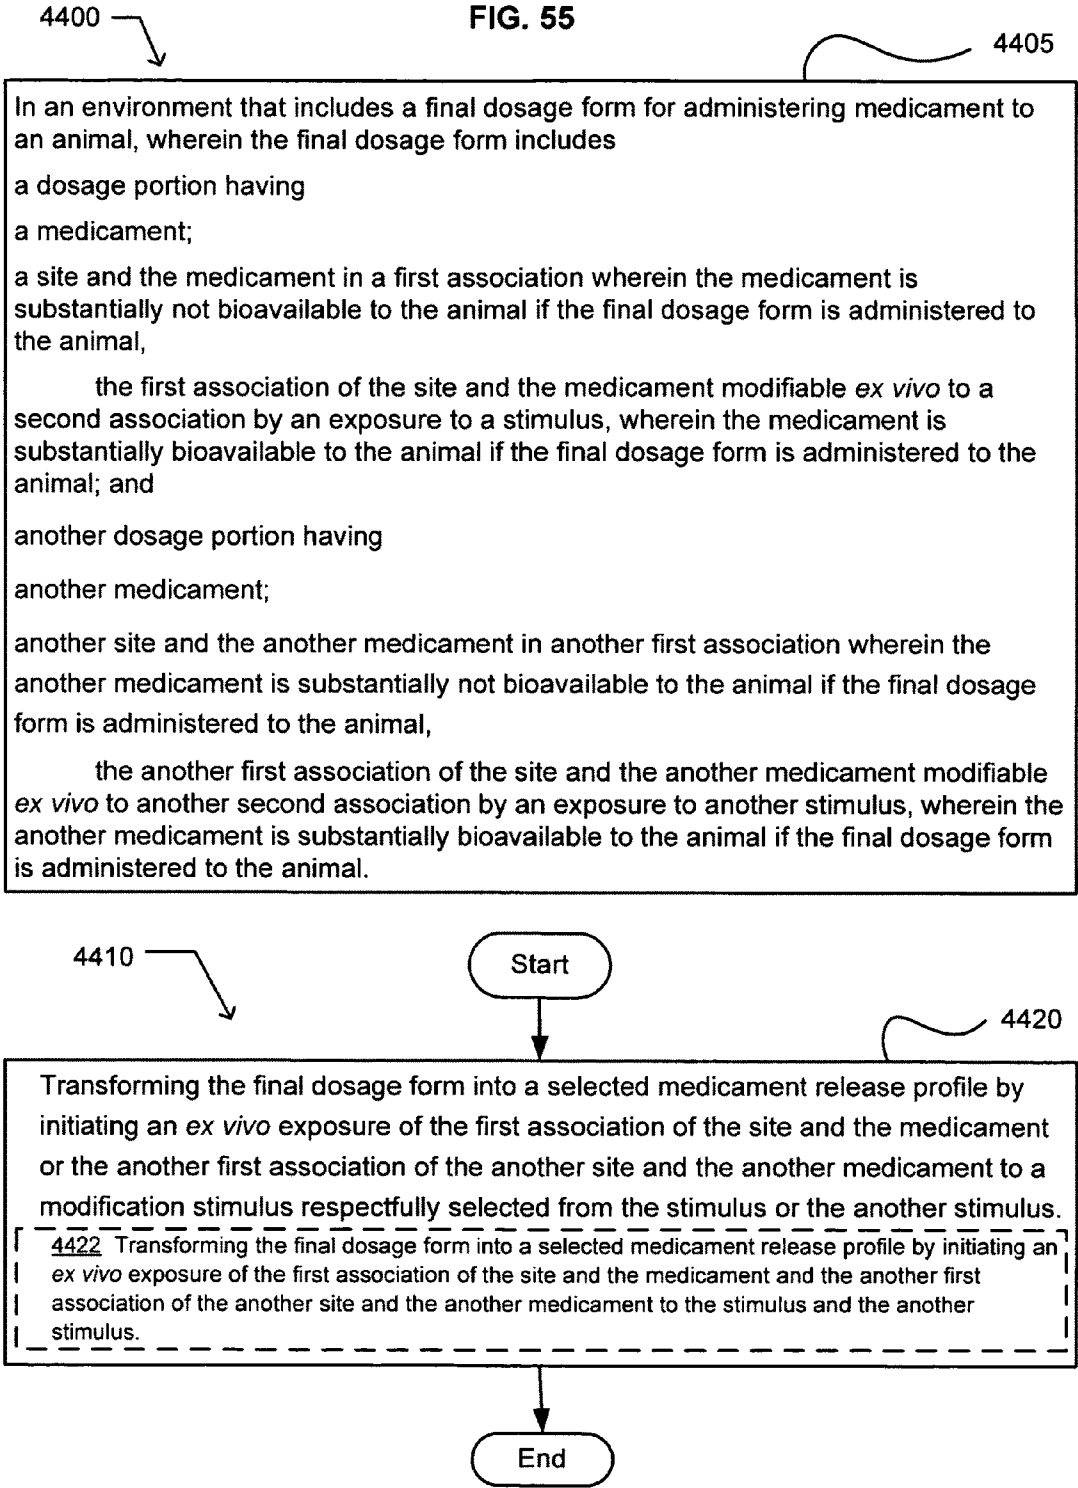 4400
FIG. 55
4405
In an environment that includes a final dosage form for administering medicament to
an animal, wherein the final dosage form includes
a dosage portion having
a medicament;
a site and the medicament in a first association wherein the medicament is
substantially not bioavailable to the animal if the final dosage form is administered to
the animal,
the first association of the site and the medicament modifiable ex vivo to a
second association by an exposure to a stimulus, wherein the medicament is
substantially bioavailable to the animal if the final dosage form is administered to the
animal; and
another dosage portion having
another medicament;
another site and the another medicament in another first association wherein the
another medicament is substantially not bioavailable to the animal if the final dosage
form is administered to the animal,
the another first association of the site and the another medicament modifiable
ex vivo to another second association by an exposure to another stimulus, wherein the
another medicament is substantially bioavailable to the animal if the final dosage form
is administered to the animal.
4410
Start
4420
Transforming the final dosage form into a selected medicament release profile by
initiating an ex vivo exposure of the first association of the site and the medicament
or the another first association of the another site and the another medicament to a
modification stimulus respectfully selected from the stimulus or the another stimulus.
4422 Transforming the final dosage form into a selected medicament release profile by initiating an
ex vivo exposure of the first association of the site and the medicament and the another first
association of the another site and the another medicament to the stimulus and the another
stimulus.
End